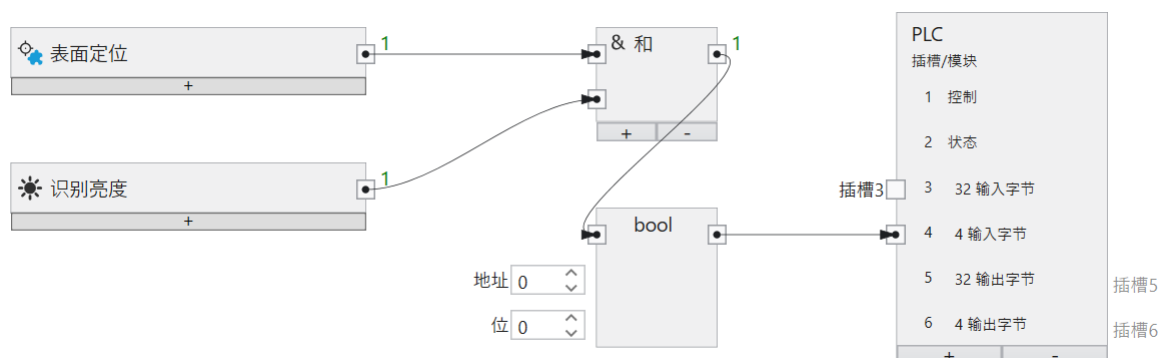 表面定位
1
+
识别亮度
1
+
& 和
1
+ -
bool
地址 0
位 0
PLC
插槽/模块
1 控制
2 状态
插槽3 3 32 输入字节
4 4 输入字节
5 32 输出字节 插槽5
6 4 输出字节 插槽6
+ -